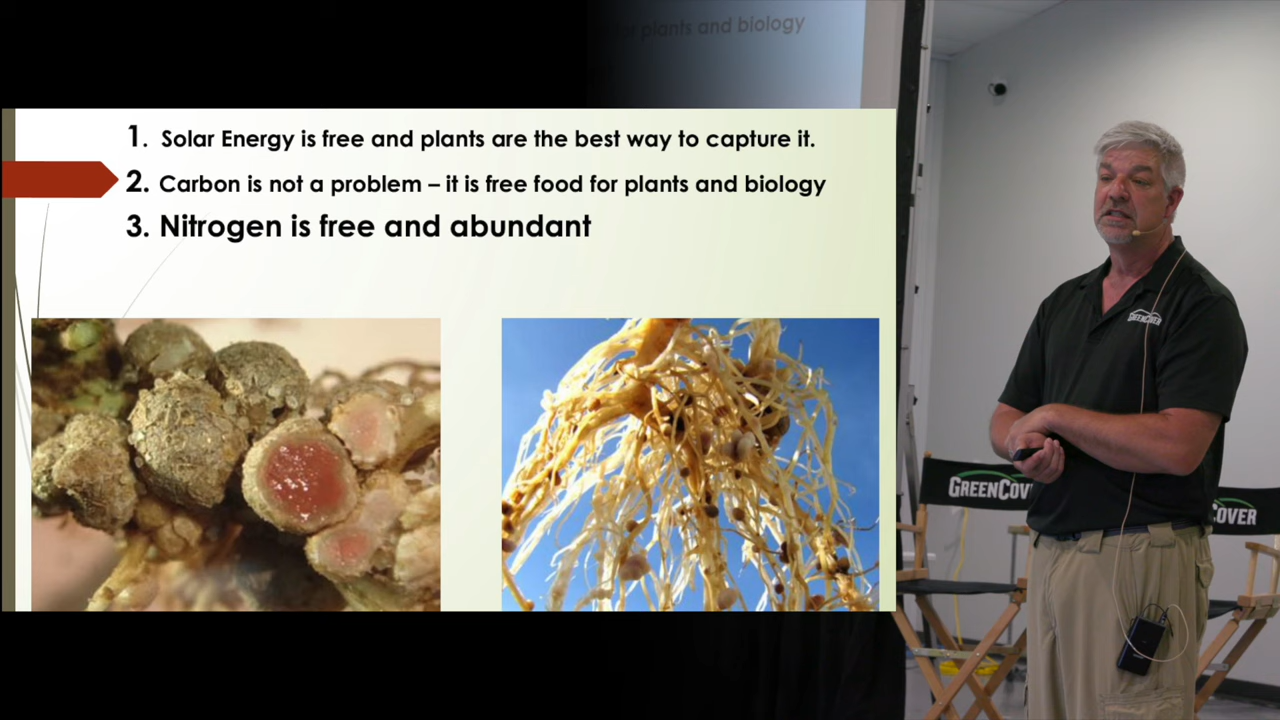 for plants and biology
1. Solar Energy is free and plants are the best way to capture it.
2. Carbon is not a problem – it is free food for plants and biology
3. Nitrogen is free and abundant
GREENCOVER
GREENCOV
COVER